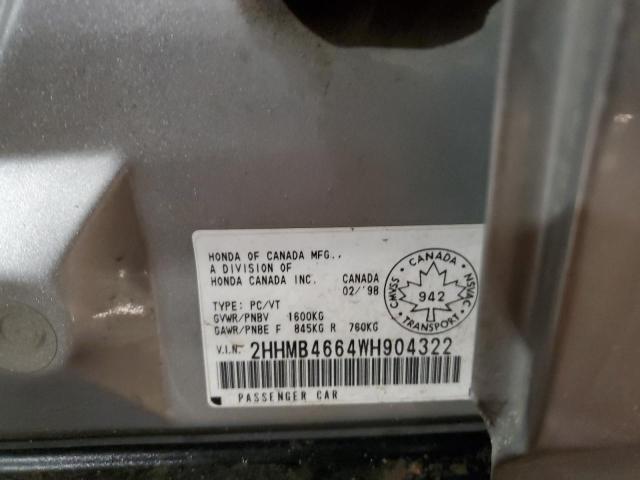 HONDA OF CANADA MFG.,
A DIVISION OF
HONDA CANADA INC. CANADA
02/'98
TYPE: PC/VT
GVWR/PNBV 1600KG
GAWR/PNBE F 845KG R 760KG
V.I.N. 2HHMB4664WH904322
PASSENGER CAR
CANADA
CMVSS
942
NSVAC
TRANSPORT